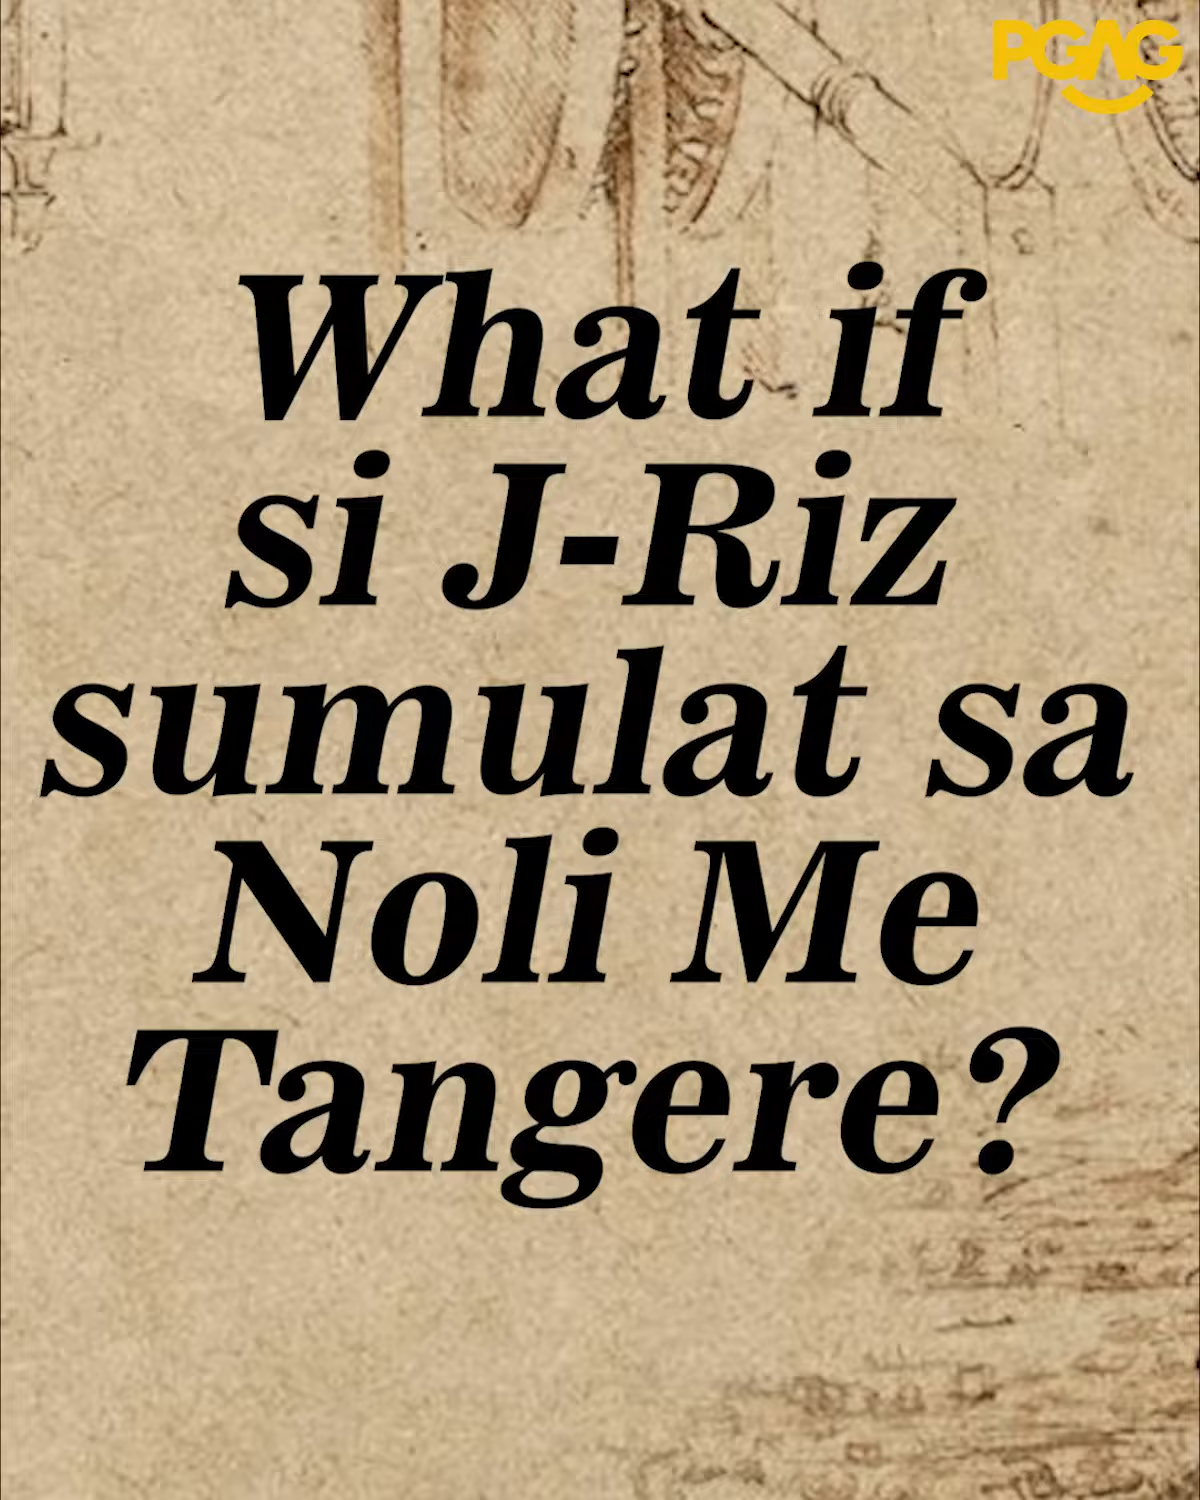 PGAG
What if
si J-Riz
sumulat sa
Noli Me
Tangere?